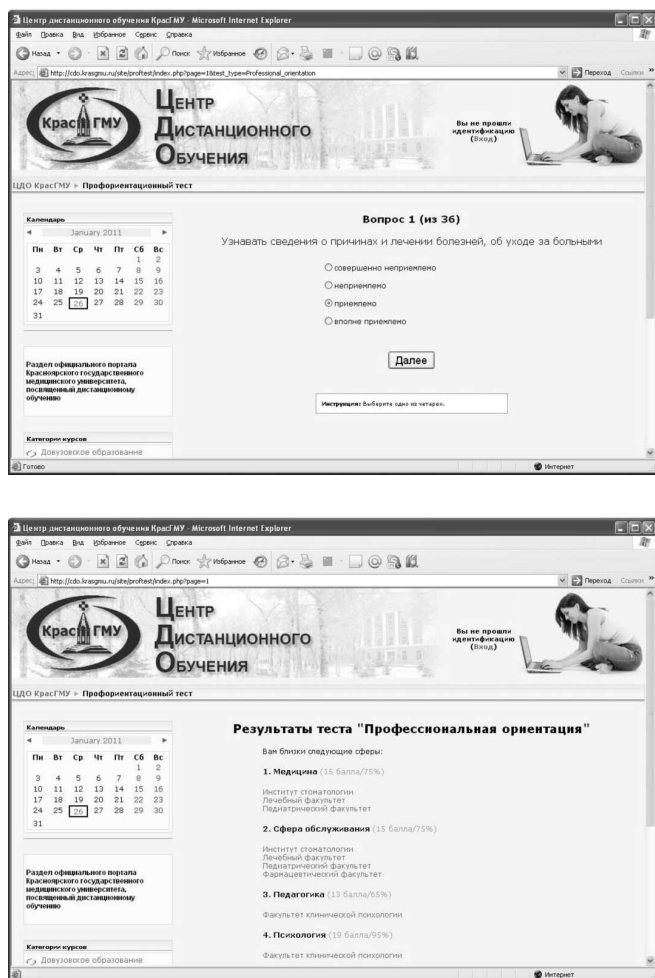 Центр дистанционного обучения КрасГМУ - Microsoft Internet Explorer
Файл Правка Вид Избранное Сервис Справка
Назад Поиск Избранное
Адрес: http://cdo.krasgmu.ru/site/proftest/index.php?page=1&test_type=Professional_orientation Переход Ссылки »
КрасГМУ
ЦЕНТР
ДИСТАНЦИОННОГО
ОБУЧЕНИЯ
Вы не прошли
идентификацию
(Вход)
ЦДО КрасГМУ ► Профориентационный тест
Календарь
◄ January 2011 ►
Пн Вт Ср Чт Пт Сб Вс
1 2
3 4 5 6 7 8 9
10 11 12 13 14 15 16
17 18 19 20 21 22 23
24 25 26 27 28 29 30
31
Раздел официального портала
Красноярского государственного
медицинского университета,
посвященный дистанционному
обучению
Категории курсов
Довузовское образование
Вопрос 1 (из 36)
Узнавать сведения о причинах и лечении болезней, об уходе за больными
совершенно неприемлемо
неприемлемо
приемлемо
вполне приемлемо
Далее
Инструкция: Выберите одно из четырех.
Готово Интернет
Центр дистанционного обучения КрасГМУ - Microsoft Internet Explorer
Файл Правка Вид Избранное Сервис Справка
Назад Поиск Избранное
Адрес: http://cdo.krasgmu.ru/site/proftest/index.php?page=1 Переход Ссылки »
КрасГМУ
ЦЕНТР
ДИСТАНЦИОННОГО
ОБУЧЕНИЯ
Вы не прошли
идентификацию
(Вход)
ЦДО КрасГМУ ► Профориентационный тест
Календарь
◄ January 2011 ►
Пн Вт Ср Чт Пт Сб Вс
1 2
3 4 5 6 7 8 9
10 11 12 13 14 15 16
17 18 19 20 21 22 23
24 25 26 27 28 29 30
31
Раздел официального портала
Красноярского государственного
медицинского университета,
посвященный дистанционному
обучению
Категории курсов
Довузовское образование
Результаты теста "Профессиональная ориентация"
Вам близки следующие сферы:
1. Медицина (15 балла/75%)
Институт стоматологии
Лечебный факультет
Педиатрический факультет
2. Сфера обслуживания (15 балла/75%)
Институт стоматологии
Лечебный факультет
Педиатрический факультет
Фармацевтический факультет
3. Педагогика (13 балла/65%)
Факультет клинической психологии
4. Психология (19 балла/95%)
Факультет клинической психологии
Интернет